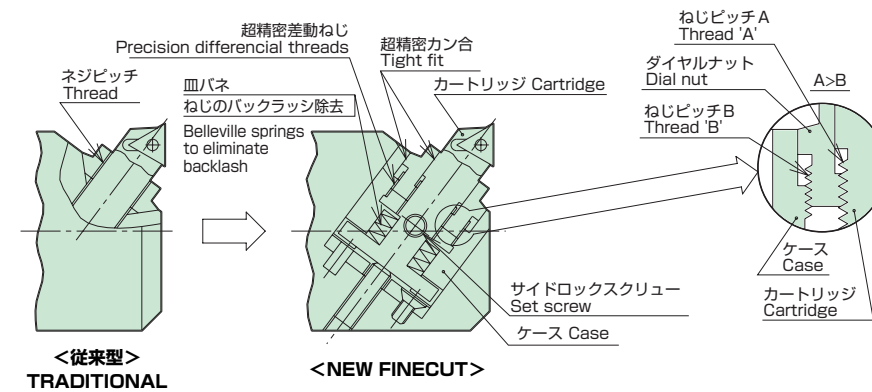 超精密差動ねじ
Precision differencial threads
超精密カン合
Tight fit
ネジピッチ
Thread
皿バネ
ねじのバックラッシ除去
Belleville springs
to eliminate
backlash
カートリッジ Cartridge
サイドロックスクリュー
Set screw
ケース Case
ねじピッチA
Thread 'A'
ダイヤルナット
Dial nut
A>B
ねじピッチB
Thread 'B'
ケース
Case
カートリッジ
Cartridge
<従来型>
TRADITIONAL
<NEW FINECUT>